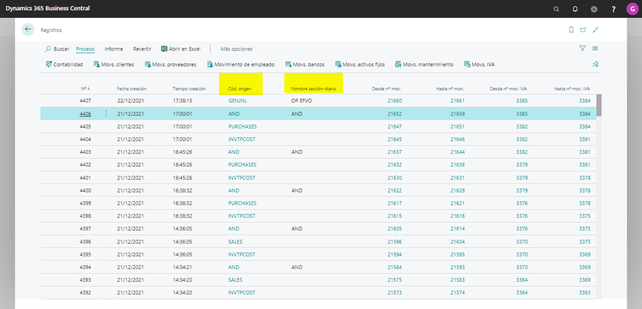 Dynamics 365 Business Central
G
Registros
Buscar Proceso Informe Revertir Abrir en Excel Más opciones
Contabilidad Movs. clientes Movs. proveedores Movimiento de empleado Movs. bancos Movs. activos fijos Movs. mantenimiento Movs. IVA
Nº ↓ Fecha creación Tiempo creación Cód. origen Nombre sección diario Desde nº mov. Hasta nº mov. Desde nº mov. IVA Hasta nº mov. IVA
4407 22/12/2021 17:38:15 GENJNL OP EFVO 21660 21661 3385 3384
4406 21/12/2021 17:00:01 AND AND 21652 21659 3385 3384
4405 21/12/2021 17:00:01 PURCHASES 21647 21651 3382 3384
4404 21/12/2021 17:00:01 INVTPCOST 21645 21646 3382 3381
4403 21/12/2021 16:45:26 AND AND 21637 21644 3382 3381
4402 21/12/2021 16:45:26 PURCHASES 21632 21636 3379 3381
4401 21/12/2021 16:45:26 INVTPCOST 21630 21631 3379 3378
4400 21/12/2021 16:38:32 AND AND 21622 21629 3379 3378
4399 21/12/2021 16:38:32 PURCHASES 21617 21621 3376 3378
4398 21/12/2021 16:38:32 INVTPCOST 21615 21616 3376 3375
4397 21/12/2021 14:36:05 AND AND 21605 21614 3376 3375
4396 21/12/2021 14:36:05 SALES 21596 21604 3370 3375
4395 21/12/2021 14:36:05 INVTPCOST 21594 21595 3370 3369
4394 21/12/2021 14:34:21 AND AND 21584 21593 3370 3369
4393 21/12/2021 14:34:20 SALES 21575 21583 3364 3369
4392 21/12/2021 14:34:20 INVTPCOST 21573 21574 3364 3363